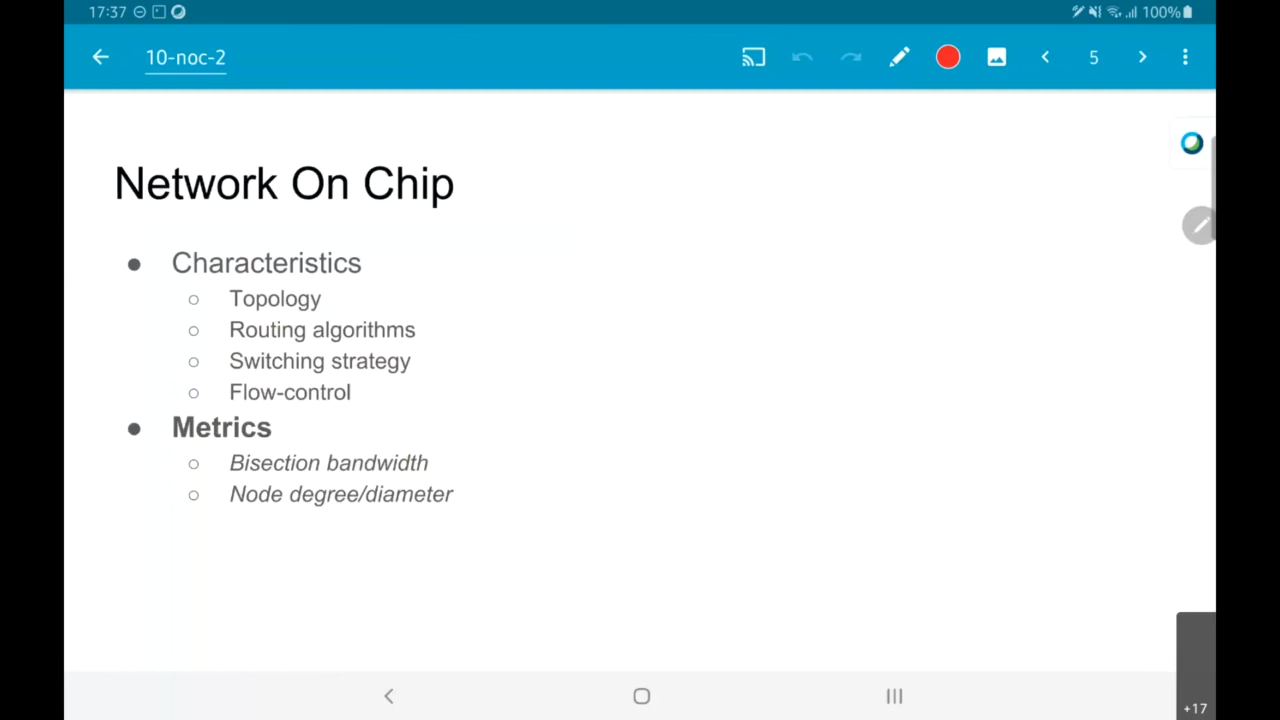 17:37
100%
10-noc-2
5
Network On Chip
Characteristics
Topology
Routing algorithms
Switching strategy
Flow-control
Metrics
Bisection bandwidth
Node degree/diameter
+17